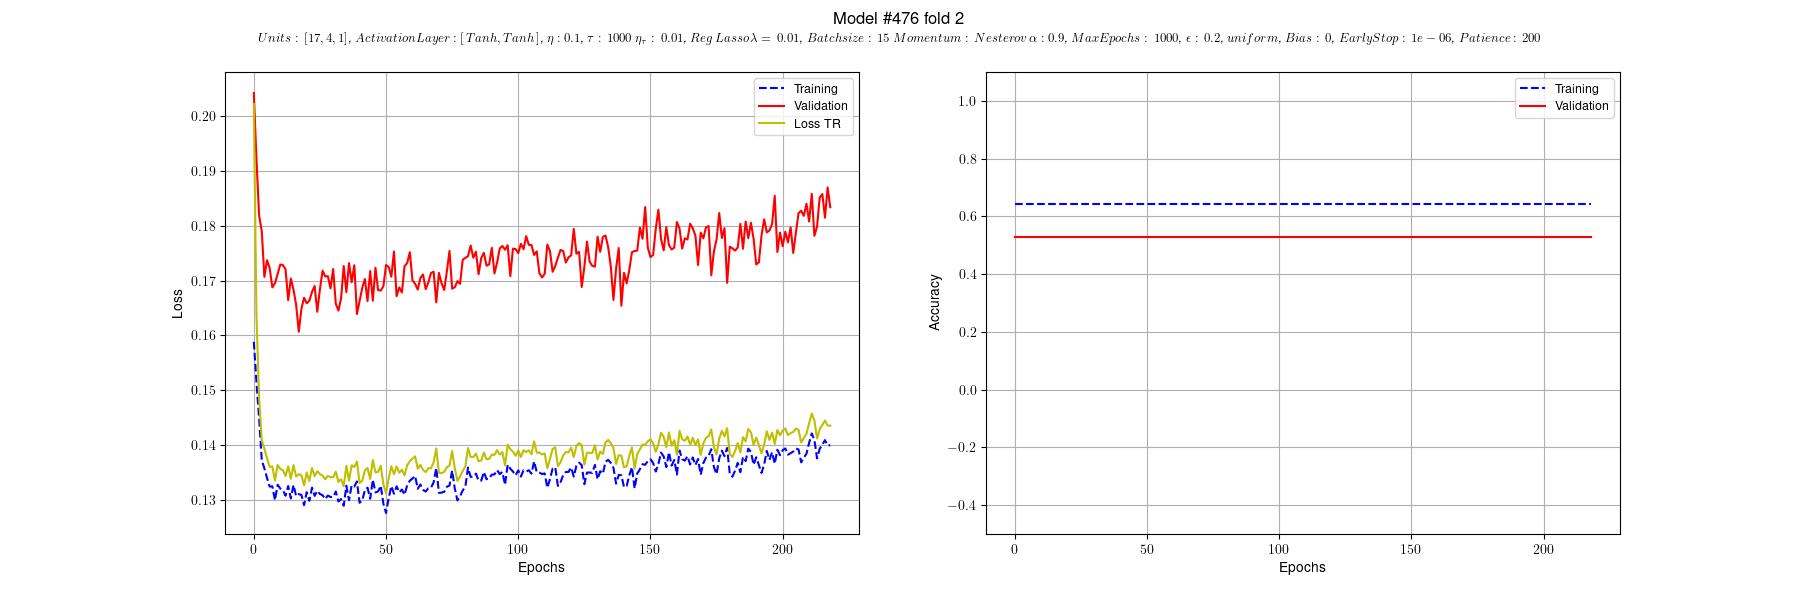 Model #476 fold 2
Units : [17, 4, 1], ActivationLayer : [Tanh, Tanh], η : 0.1, τ : 1000 ητ : 0.01, Reg Lassoλ = 0.01, Batchsize : 15 Momentum : Nesterov α : 0.9, MaxEpochs : 1000, ϵ : 0.2, uniform, Bias : 0, EarlyStop : 1e − 06, Patience : 200
Training
Validation
Loss TR
0.20
0.19
0.18
0.17
0.16
0.15
0.14
0.13
Loss
0 50 100 150 200
Epochs
Training
Validation
1.0
0.8
0.6
0.4
0.2
0.0
−0.2
−0.4
Accuracy
0 50 100 150 200
Epochs